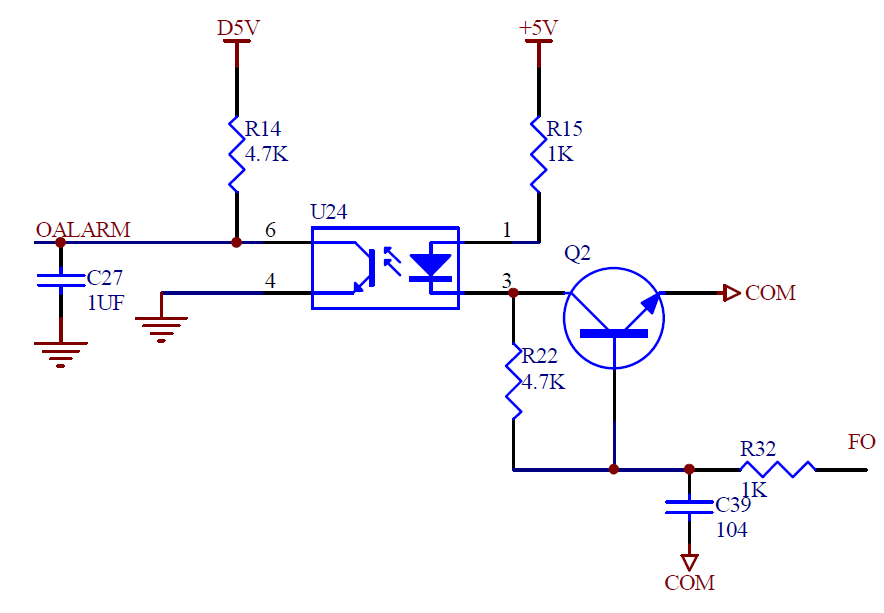 D5V
+5V
R14
4.7K
R15
1K
U24
OALARM
6
1
Q2
C27
1UF
4
3
COM
R22
4.7K
R32
1K
FO
C39
104
COM